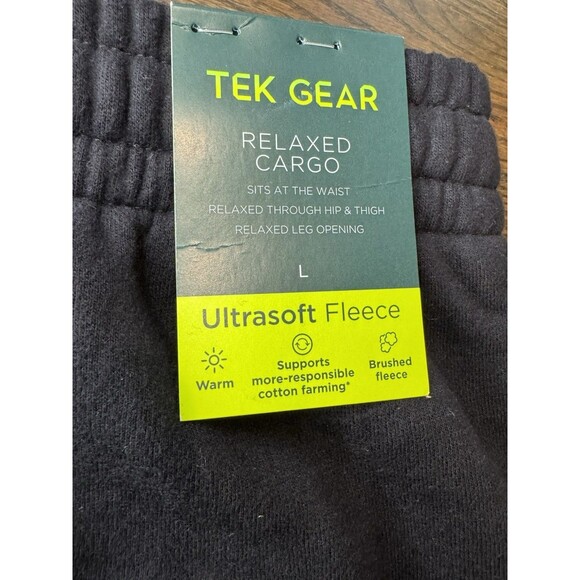 TEK GEAR
RELAXED
CARGO
SITS AT THE WAIST
RELAXED THROUGH HIP & THIGH
RELAXED LEG OPENING
L
Ultrasoft Fleece
Warm
Supports
more-responsible
cotton farming*
Brushed
fleece